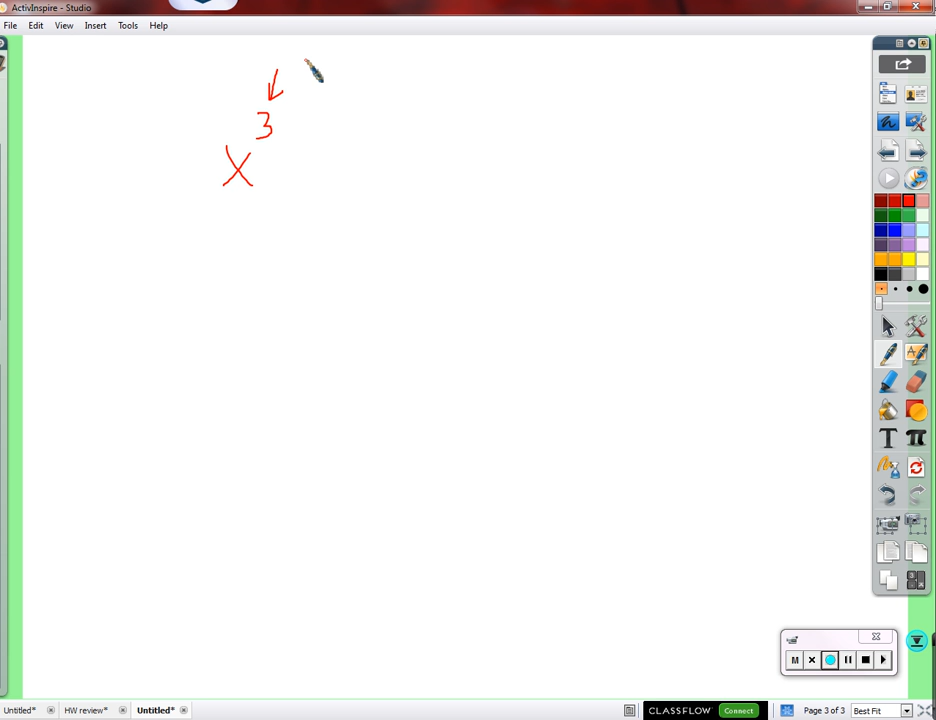 ActivInspire - Studio
File Edit View Insert Tools Help
3
X
M
Untitled* HW review* Untitled* CLASSFLOW Connect Page 3 of 3 Best Fit